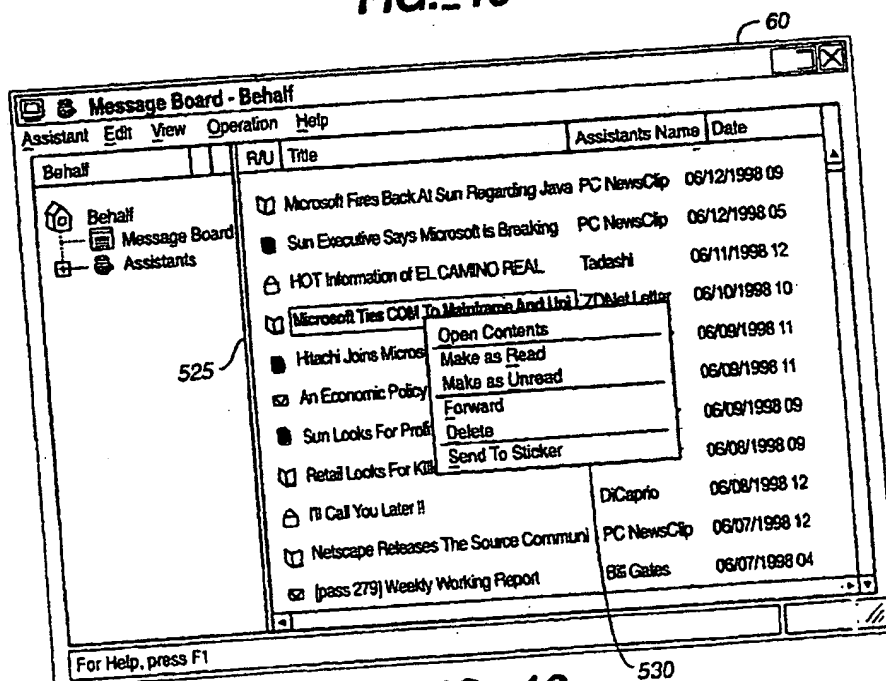 60
Message Board - Behalf
Assistant Edit View Operation Help
Behalf R/U Title Assistants Name Date
Behalf
Message Board
Assistants
Microsoft Fires Back At Sun Regarding Java PC NewsClip 06/12/1998 09
Sun Executive Says Microsoft is Breaking PC NewsClip 06/12/1998 05
HOT Information of EL CAMINO REAL Tadashi 06/11/1998 12
Microsoft Ties COM To Mainframe And Uni ZDNet Letter 06/10/1998 10
Hitachi Joins Micros 06/09/1998 11
An Economic Policy 06/09/1998 11
Sun Looks For Profi 06/09/1998 09
Retail Looks For Kill 06/08/1998 09
I'll Call You Later !! DiCaprio 06/08/1998 12
Netscape Releases The Source Communi PC NewsClip 06/07/1998 12
[pass 279] Weekly Working Report Bill Gates 06/07/1998 04
Open Contents
Make as Read
Make as Unread
Forward
Delete
Send To Sticker
525
For Help, press F1
530